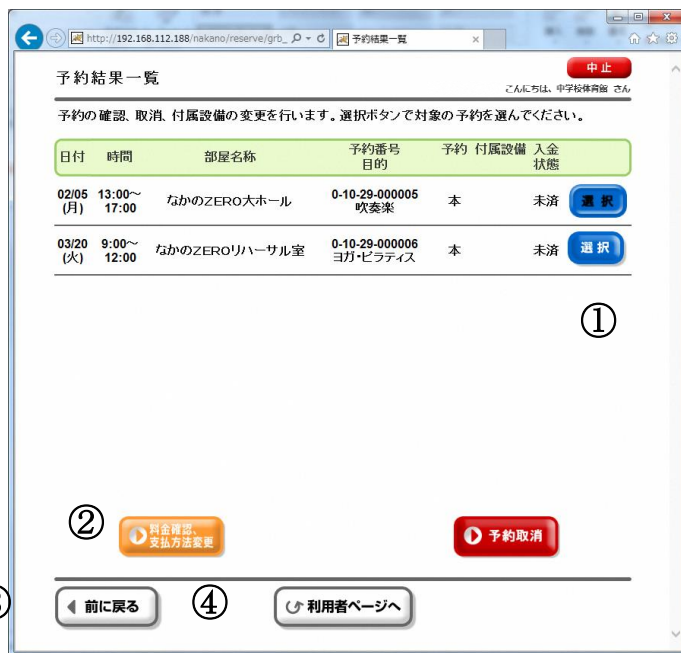 http://192.168.112.188/nakano/reserve/grb_
予約結果一覧
予約結果一覧
中止
こんにちは、中学校体育館 さん
予約の確認、取消、付属設備の変更を行います。選択ボタンで対象の予約を選んでください。
日付 時間 部屋名称 予約番号 目的 予約 付属設備 入金状態
02/05 (月) 13:00～17:00 なかのZERO大ホール 0-10-29-000005 吹奏楽 本 未済 選択
03/20 (火) 9:00～12:00 なかのZEROリハーサル室 0-10-29-000006 ヨガ・ピラティス 本 未済 選択
①
②
料金確認、
支払方法変更
予約取消
前に戻る
④
利用者ページへ